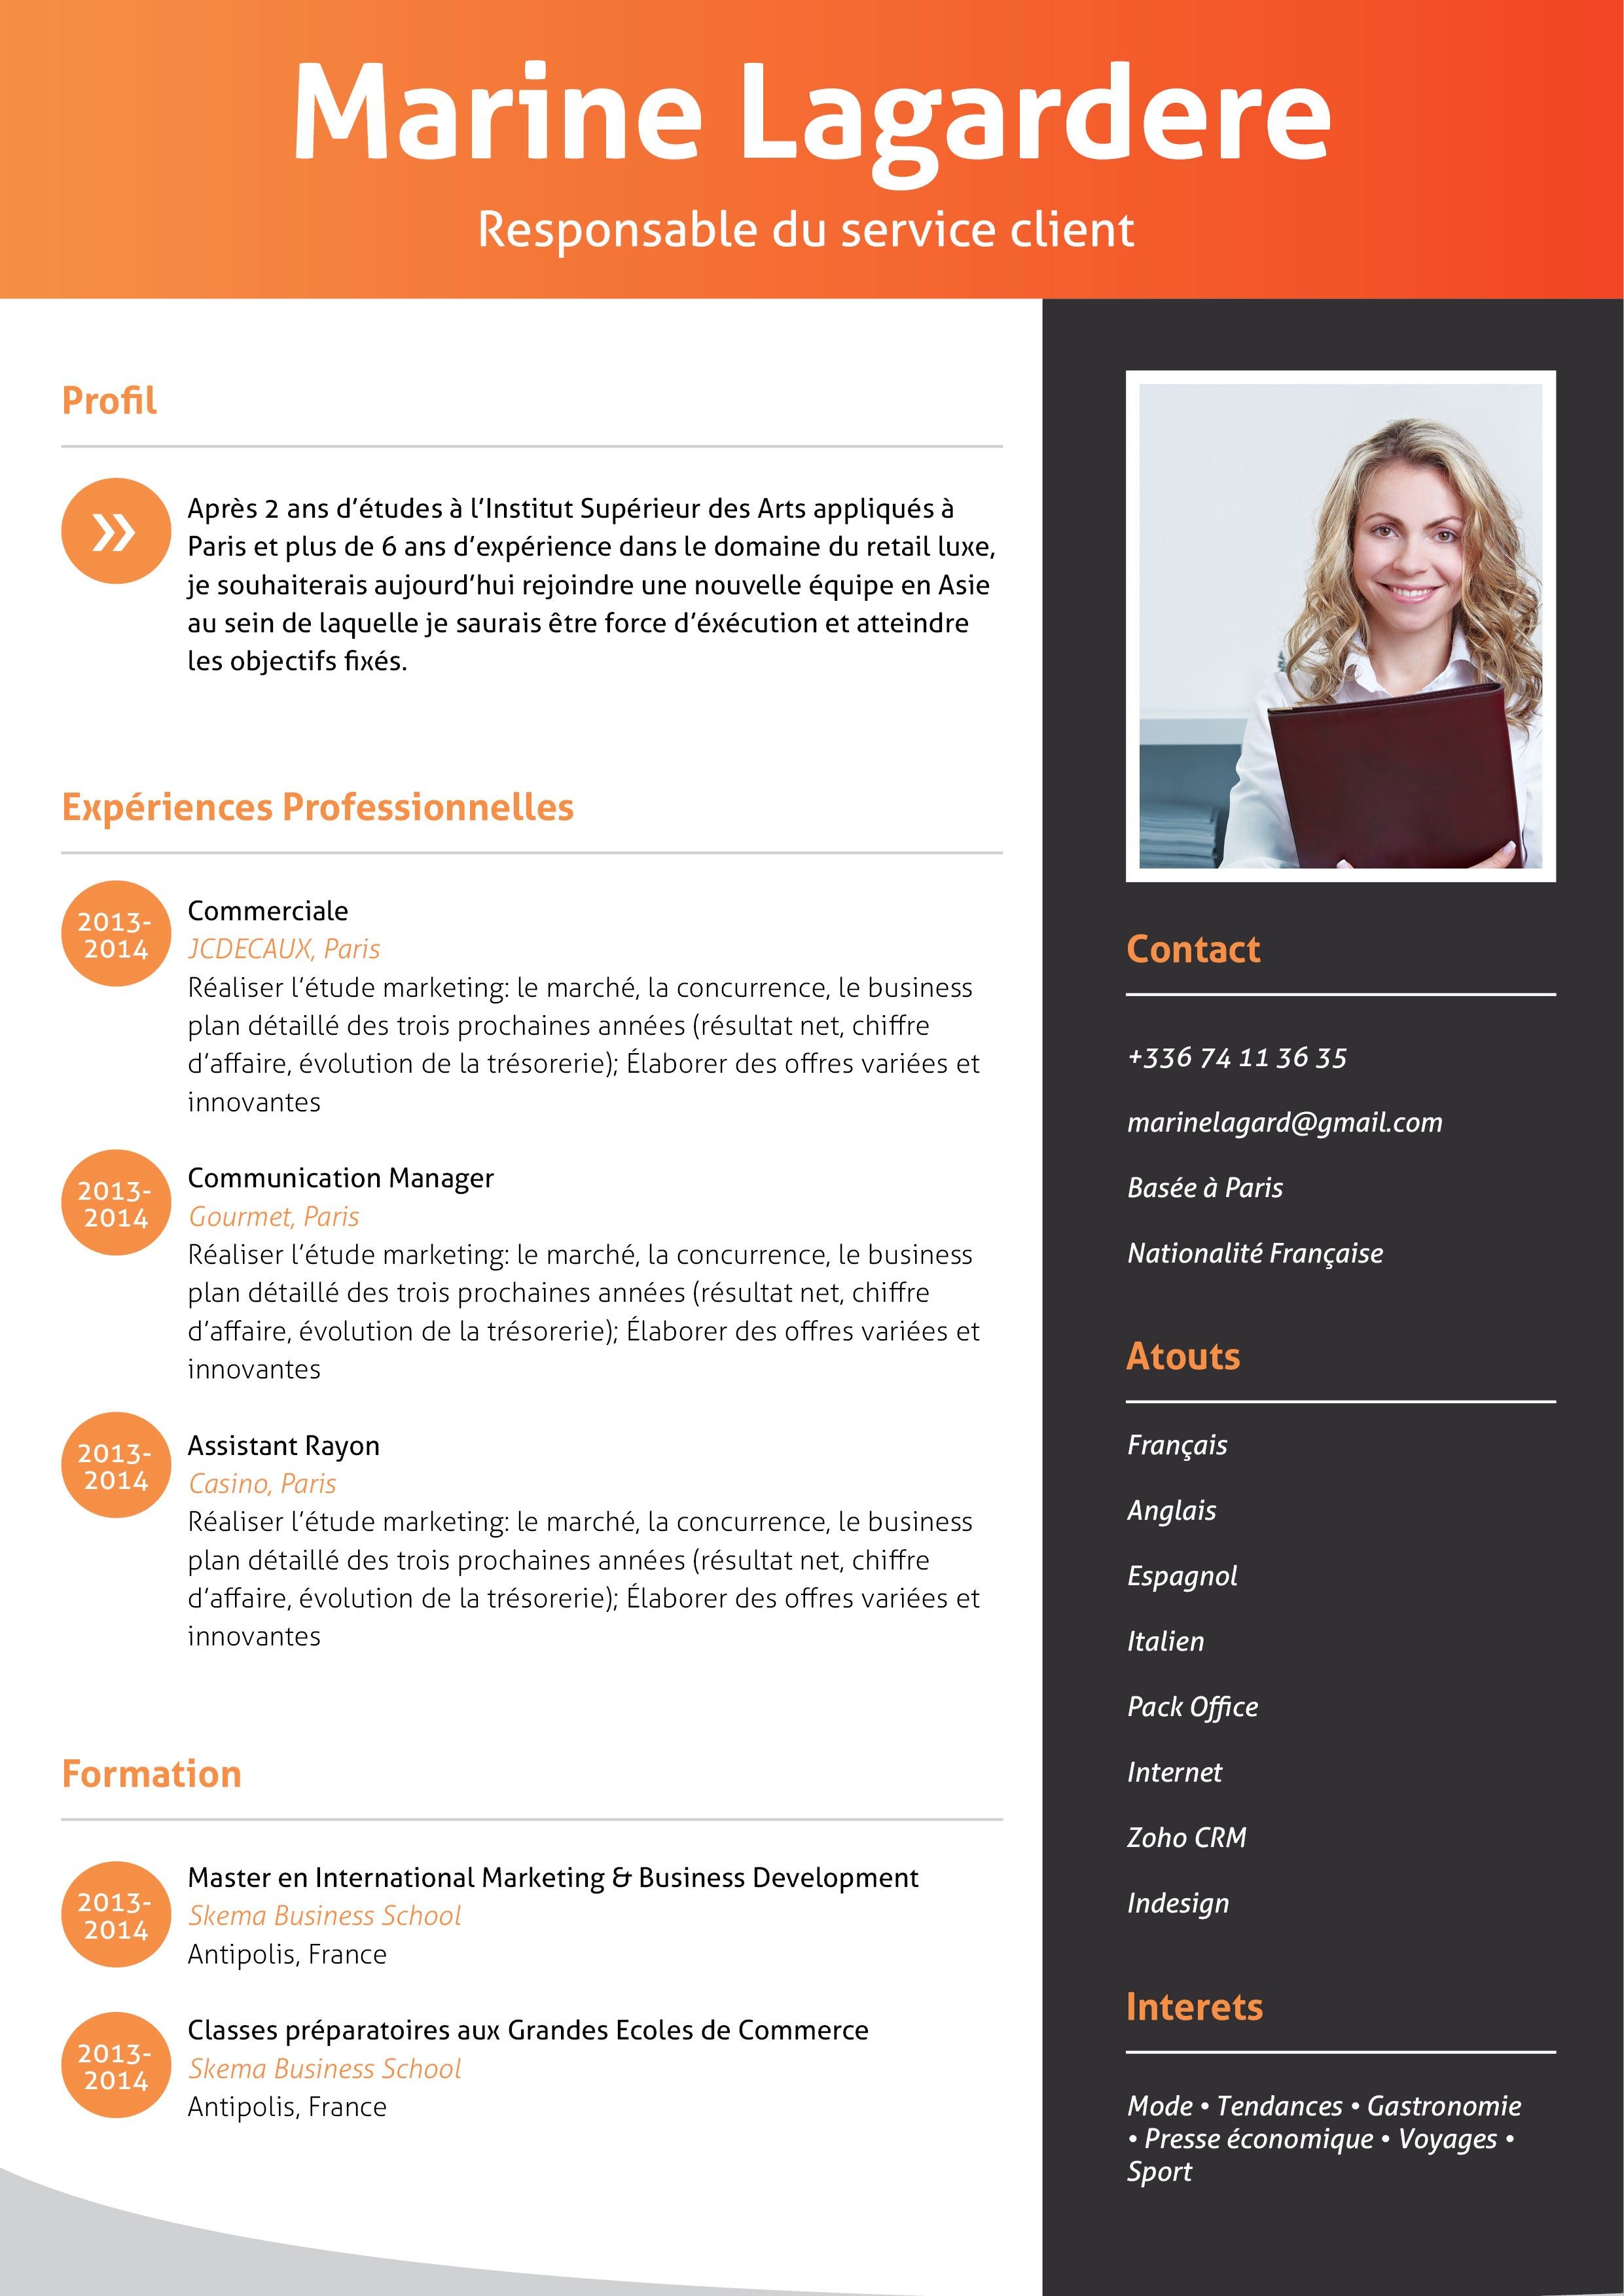 Marine Lagardere
Responsable du service client
Profil
Après 2 ans d’études à l’Institut Supérieur des Arts appliqués à
Paris et plus de 6 ans d’expérience dans le domaine du retail luxe,
je souhaiterais aujourd’hui rejoindre une nouvelle équipe en Asie
au sein de laquelle je saurais être force d’éxécution et atteindre
les objectifs fixés.
Expériences Professionnelles
2013-
2014
Commerciale
JCDECAUX, Paris
Réaliser l’étude marketing: le marché, la concurrence, le business
plan détaillé des trois prochaines années (résultat net, chiffre
d’affaire, évolution de la trésorerie); Élaborer des offres variées et
innovantes
2013-
2014
Communication Manager
Gourmet, Paris
Réaliser l’étude marketing: le marché, la concurrence, le business
plan détaillé des trois prochaines années (résultat net, chiffre
d’affaire, évolution de la trésorerie); Élaborer des offres variées et
innovantes
2013-
2014
Assistant Rayon
Casino, Paris
Réaliser l’étude marketing: le marché, la concurrence, le business
plan détaillé des trois prochaines années (résultat net, chiffre
d’affaire, évolution de la trésorerie); Élaborer des offres variées et
innovantes
Formation
2013-
2014
Master en International Marketing & Business Development
Skema Business School
Antipolis, France
2013-
2014
Classes préparatoires aux Grandes Ecoles de Commerce
Skema Business School
Antipolis, France
Contact
+336 74 11 36 35
marinelagard@gmail.com
Basée à Paris
Nationalité Française
Atouts
Français
Anglais
Espagnol
Italien
Pack Office
Internet
Zoho CRM
Indesign
Interets
Mode • Tendances • Gastronomie
• Presse économique • Voyages •
Sport